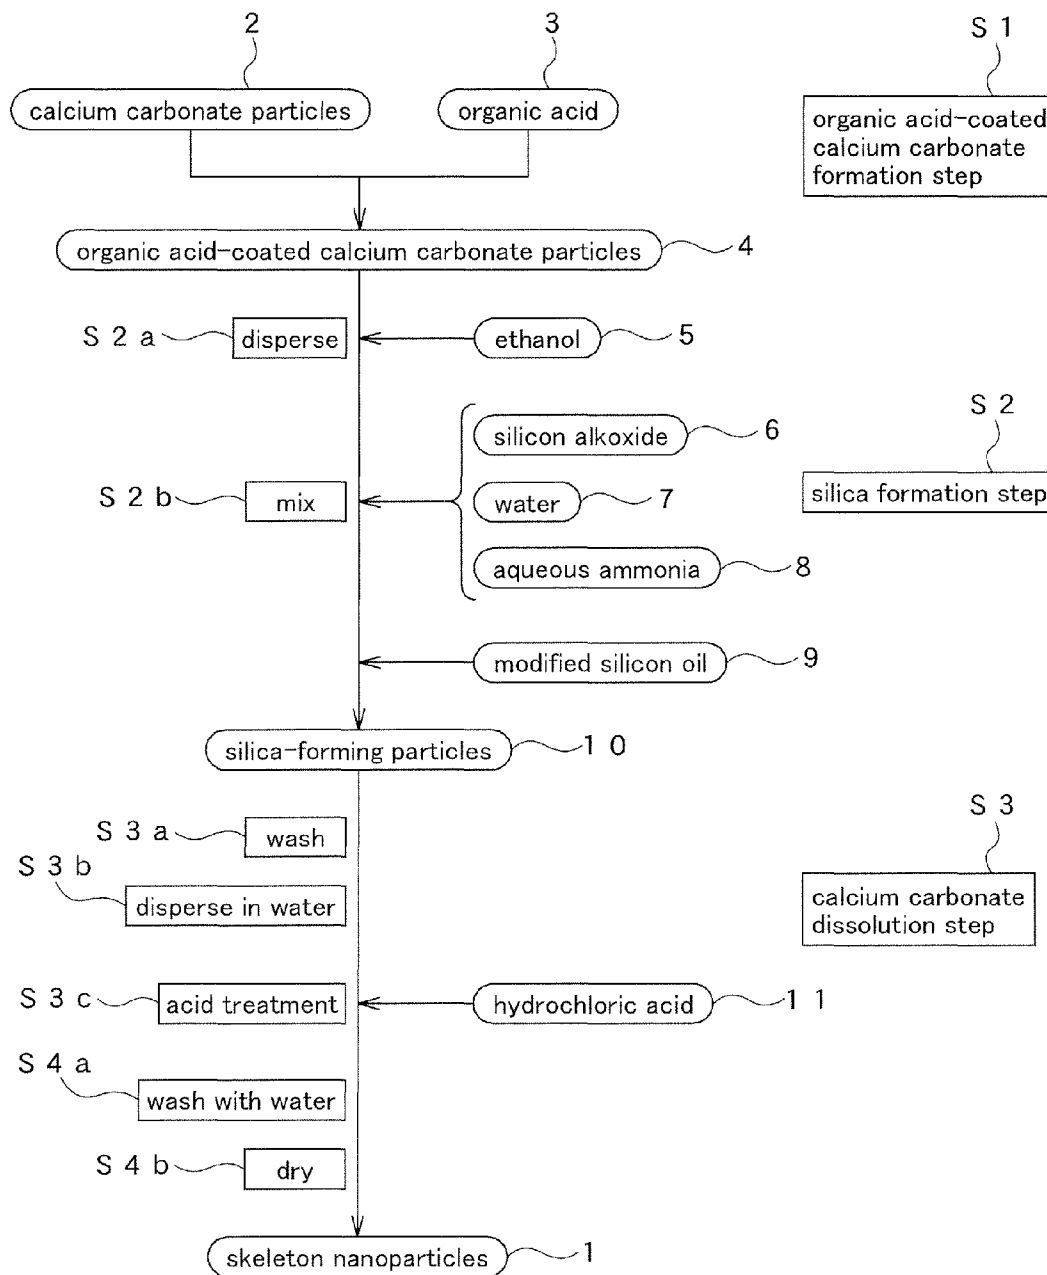 2
3
S 1
calcium carbonate particles
organic acid
organic acid-coated
calcium carbonate
formation step
organic acid-coated calcium carbonate particles
4
S 2 a
disperse
ethanol
5
S 2
silicon alkoxide
6
S 2 b
mix
water
7
silica formation step
aqueous ammonia
8
modified silicon oil
9
silica-forming particles
1 0
S 3 a
wash
S 3
S 3 b
disperse in water
calcium carbonate
dissolution step
S 3 c
acid treatment
hydrochloric acid
1 1
S 4 a
wash with water
S 4 b
dry
skeleton nanoparticles
1